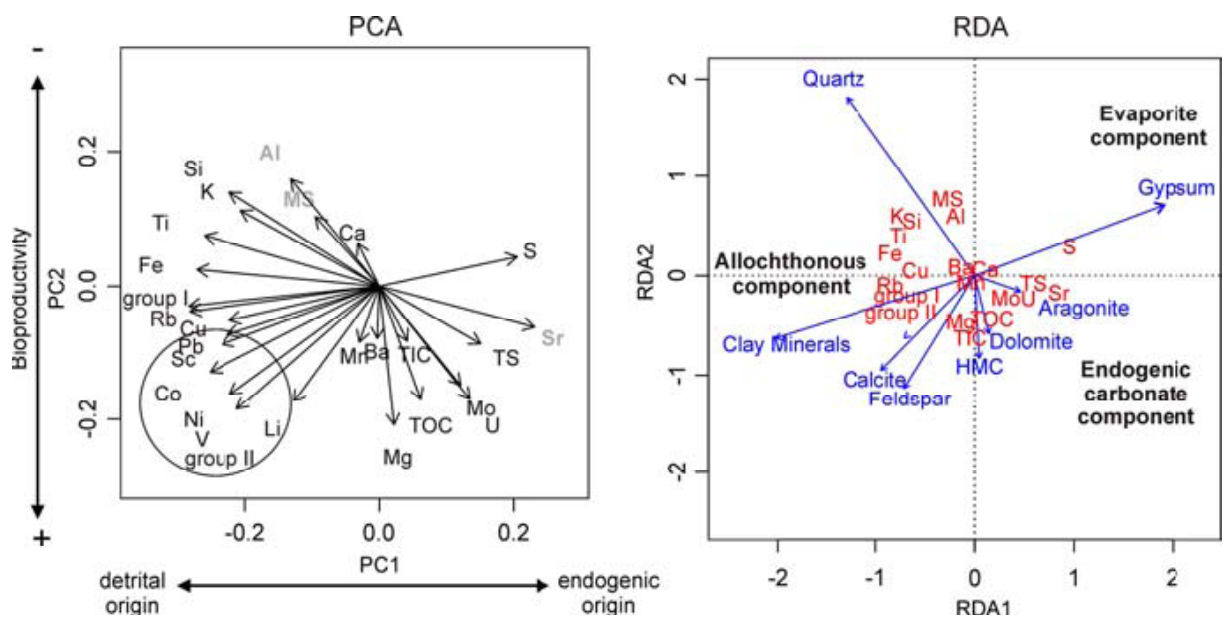 PCA
-
Bioproductivity
+
PC2
0.2
0.0
-0.2
Al
Si
MS
K
Ca
Ti
S
Fe
group I
Rb
Cu
Pb
Sc
Mn
Ba
TIC
TS
Sr
Co
Ni
V
group II
Li
Mg
TOC
Mo
U
-0.2
0.0
0.2
PC1
detrital
origin
endogenic
origin
RDA
RDA2
2
1
0
-1
-2
Quartz
Evaporite
component
Gypsum
MS
K
Si
Al
Ti
Fe
S
Allochthonous
component
Cu
Ba
Ca
Rb
Mn
TS
group I
Mo
U
Sr
Aragonite
group II
Mg
TOC
TIC
Dolomite
Clay Minerals
HMC
Calcite
Feldspar
Endogenic
carbonate
component
-2
-1
0
1
2
RDA1